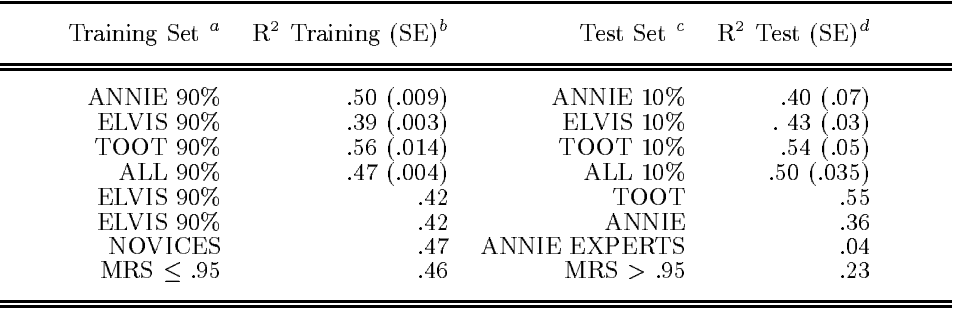 Training Set a R2 Training (SE)b Test Set c R2 Test (SE)d
ANNIE 90% .50 (.009) ANNIE 10% .40 (.07)
ELVIS 90% .39 (.003) ELVIS 10% . 43 (.03)
TOOT 90% .56 (.014) TOOT 10% .54 (.05)
ALL 90% .47 (.004) ALL 10% .50 (.035)
ELVIS 90% .42 TOOT .55
ELVIS 90% .42 ANNIE .36
NOVICES .47 ANNIE EXPERTS .04
MRS ≤ .95 .46 MRS > .95 .23